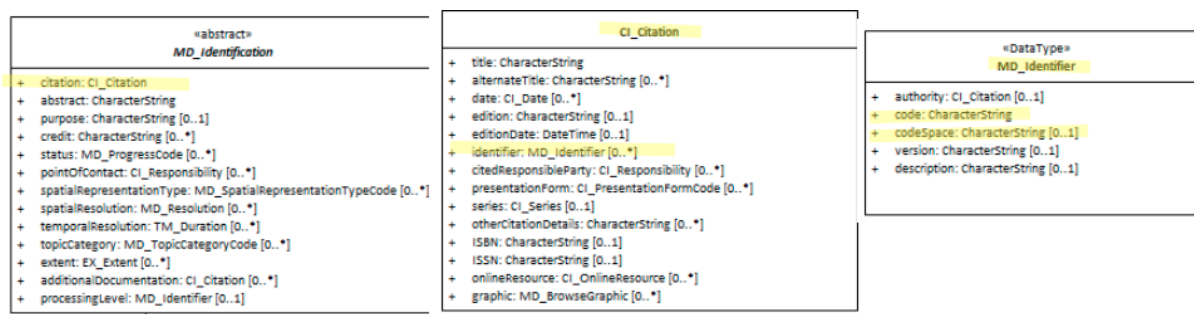 «abstract»
MD_Identification
+ citation: CI_Citation
+ abstract: CharacterString
+ purpose: CharacterString [0..1]
+ credit: CharacterString [0..*]
+ status: MD_ProgressCode [0..*]
+ pointOfContact: CI_Responsibility [0..*]
+ spatialRepresentationType: MD_SpatialRepresentationTypeCode [0..*]
+ spatialResolution: MD_Resolution [0..*]
+ temporalResolution: TM_Duration [0..*]
+ topicCategory: MD_TopicCategoryCode [0..*]
+ extent: EX_Extent [0..*]
+ additionalDocumentation: CI_Citation [0..*]
+ processingLevel: MD_Identifier [0..1]
CI_Citation
+ title: CharacterString
+ alternateTitle: CharacterString [0..*]
+ date: CI_Date [0..*]
+ edition: CharacterString [0..1]
+ editionDate: DateTime [0..1]
+ identifier: MD_Identifier [0..*]
+ citedResponsibleParty: CI_Responsibility [0..*]
+ presentationForm: CI_PresentationFormCode [0..*]
+ series: CI_Series [0..1]
+ otherCitationDetails: CharacterString [0..*]
+ ISBN: CharacterString [0..1]
+ ISSN: CharacterString [0..1]
+ onlineResource: CI_OnlineResource [0..*]
+ graphic: MD_BrowseGraphic [0..*]
«DataType»
MD_Identifier
+ authority: CI_Citation [0..1]
+ code: CharacterString
+ codeSpace: CharacterString [0..1]
+ version: CharacterString [0..1]
+ description: CharacterString [0..1]